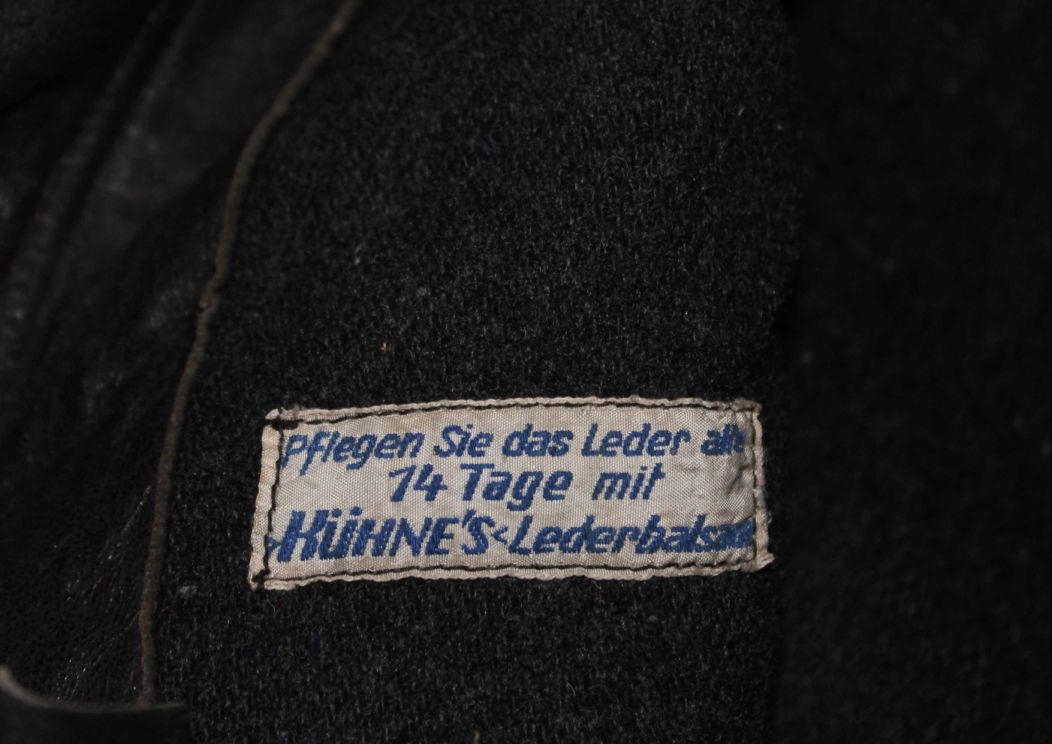 Pflegen Sie das Leder alle
14 Tage mit
>KÜHNE'S< Lederbalsam